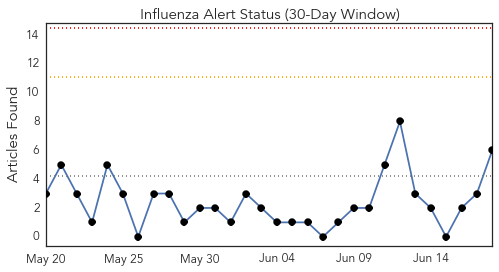 Influenza Alert Status (30-Day Window)
Articles Found
14
12
10
8
6
4
2
0
May 20
May 25
May 30
Jun 04
Jun 09
Jun 14